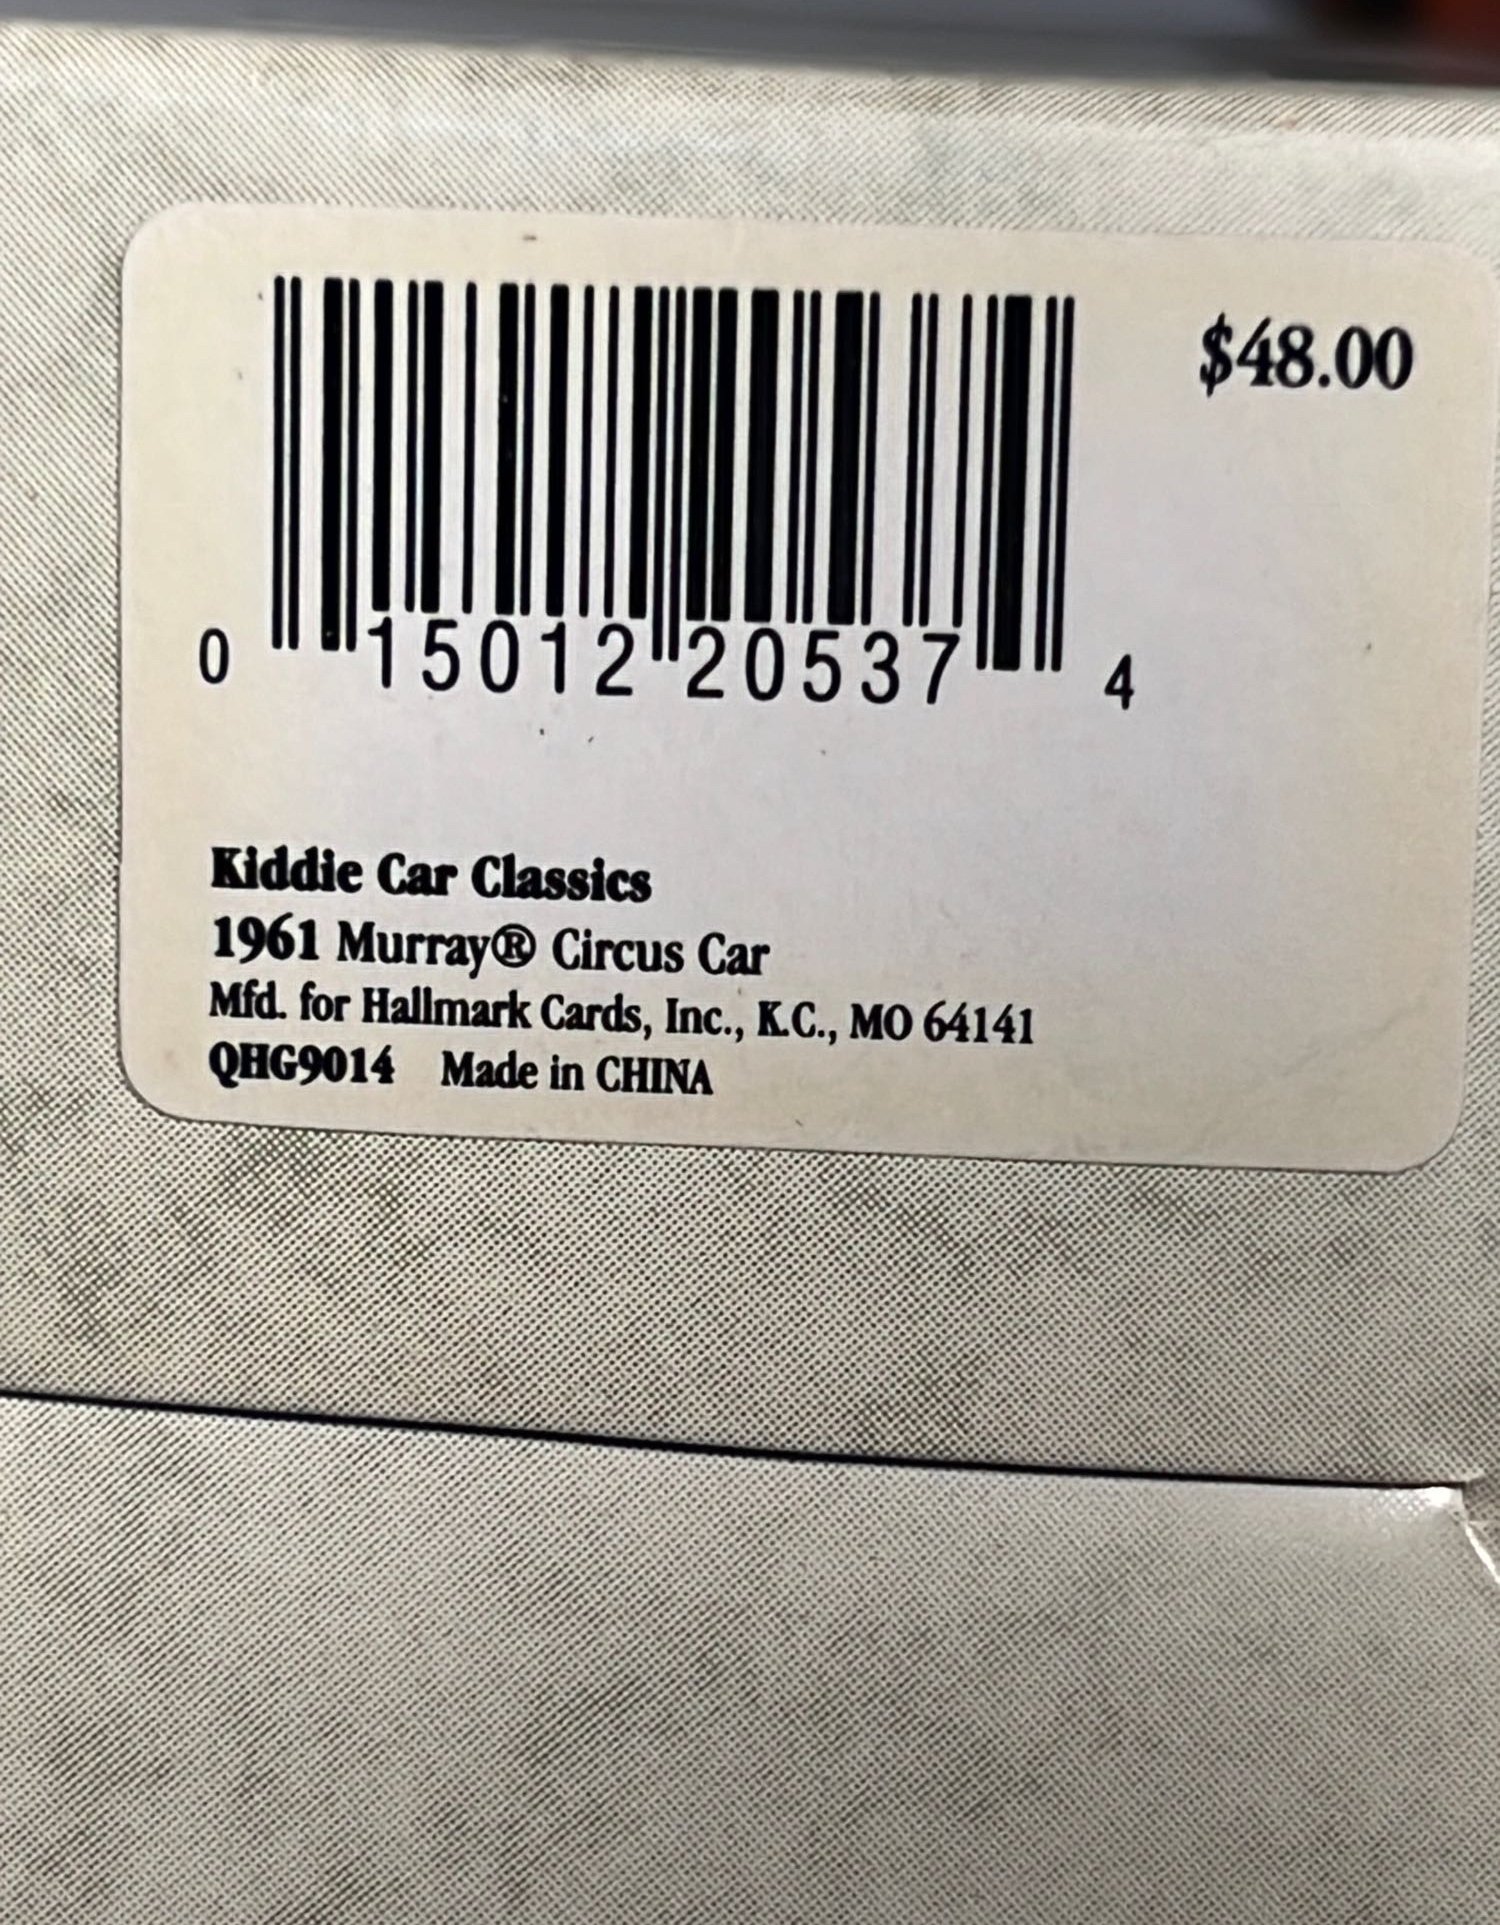 $48.00
0 15012 20537 4
Kiddie Car Classics
1961 Murray® Circus Car
Mfd. for Hallmark Cards, Inc., K.C., MO 64141
QHG9014 Made in CHINA